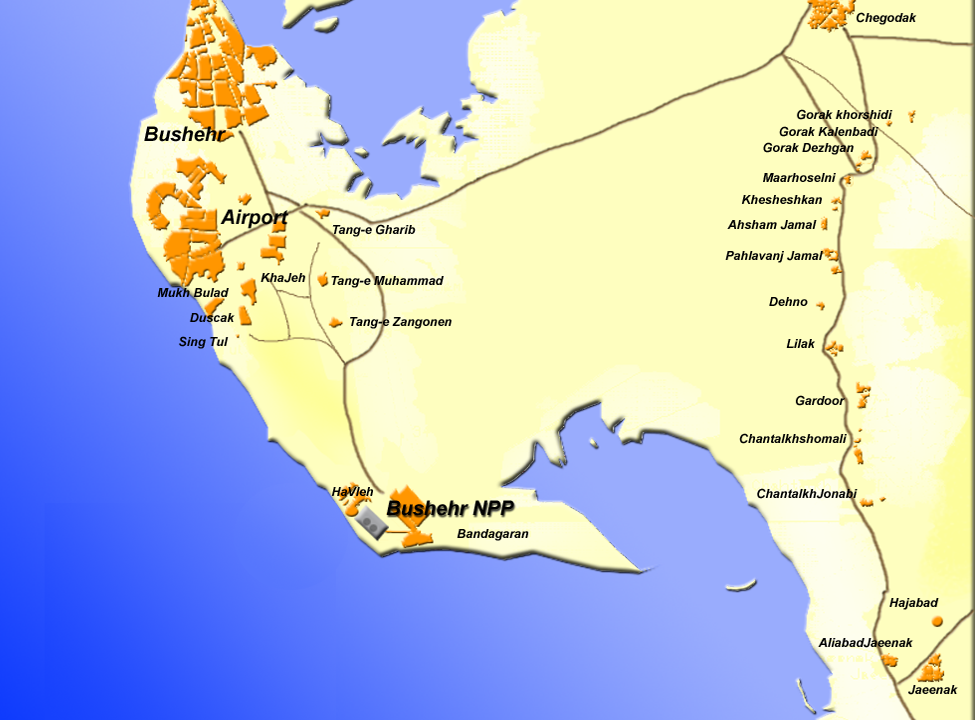 Chegodak
Gorak khorshidi
Gorak Kalenbadi
Bushehr
Gorak Dezhgan
Maarhoselni
Khesheshkan
Airport
Ahsham Jamal
Tang-e Gharib
Pahlavanj Jamal
KhaJeh
Tang-e Muhammad
Mukh Bulad
Dehno
Duscak
Tang-e Zangonen
Sing Tul
Lilak
Gardoor
Chantalkhshomali
HaVleh
ChantalkhJonabi
Bushehr NPP
Bandagaran
Hajabad
AliabadJaeenak
Jaeenak